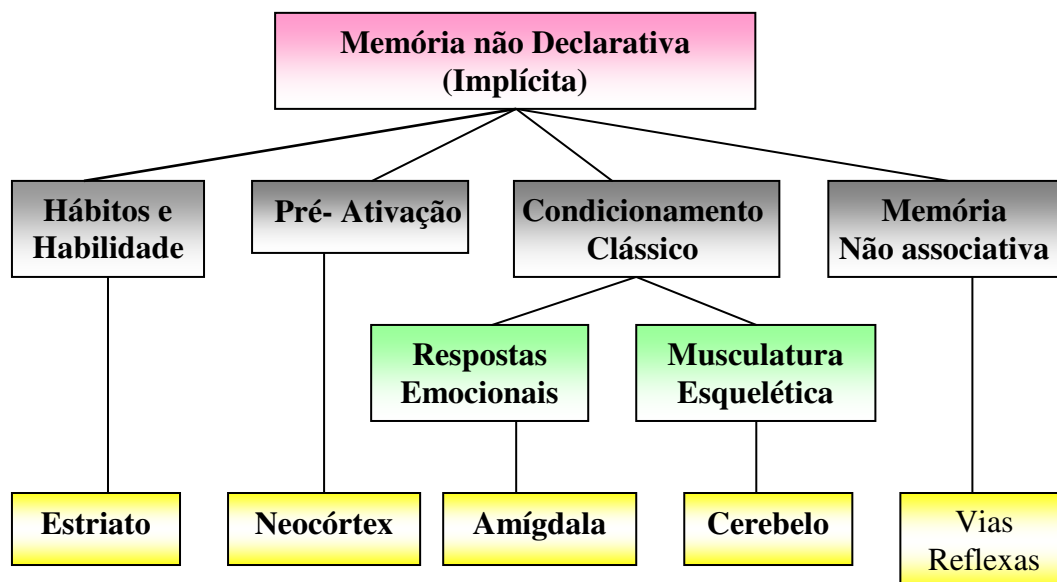 Memória não Declarativa
(Implícita)
Hábitos e
Habilidade
Pré- Ativação
Condicionamento
Clássico
Memória
Não associativa
Respostas
Emocionais
Musculatura
Esquelética
Estriato
Neocórtex
Amígdala
Cerebelo
Vias
Reflexas